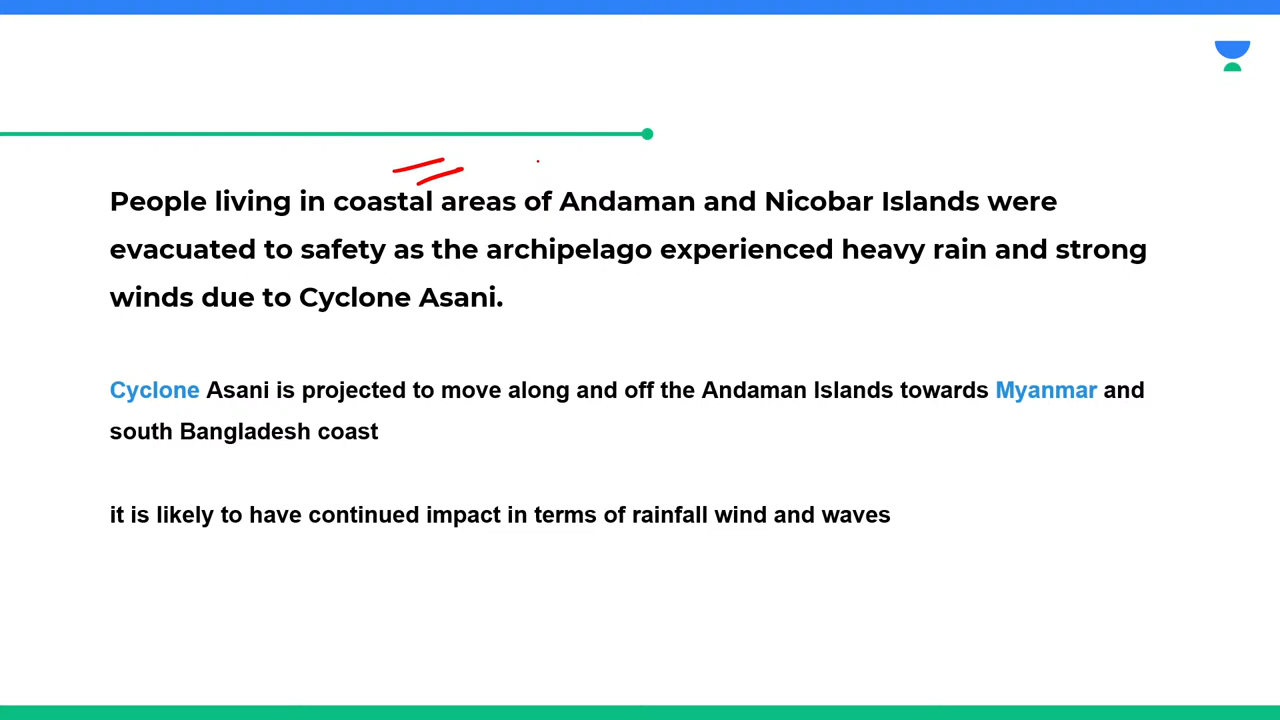 People living in coastal areas of Andaman and Nicobar Islands were
evacuated to safety as the archipelago experienced heavy rain and strong
winds due to Cyclone Asani.
Cyclone Asani is projected to move along and off the Andaman Islands towards Myanmar and
south Bangladesh coast
it is likely to have continued impact in terms of rainfall wind and waves